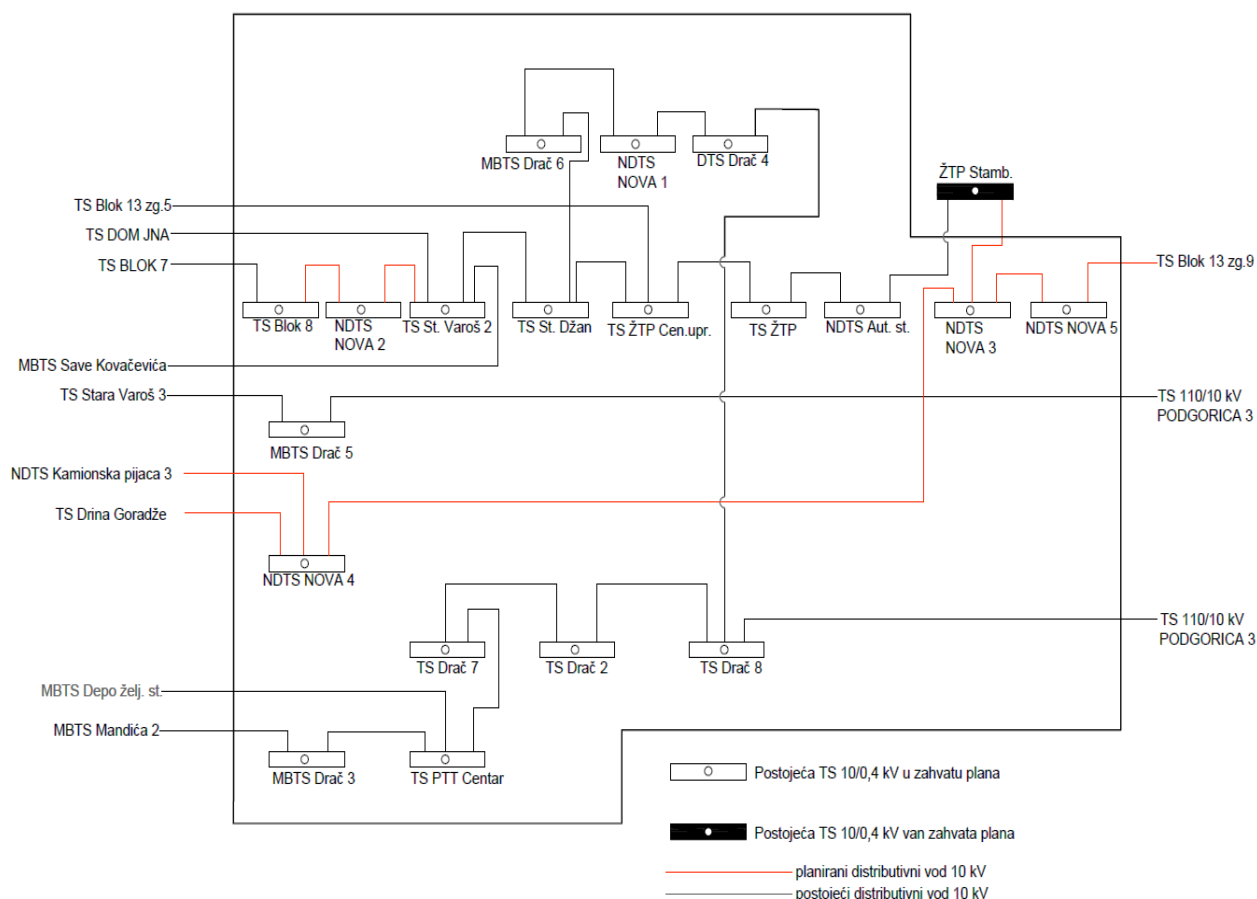 MBTS Drač 6
NDTS
NOVA 1
DTS Drač 4
ŽTP Stamb.
TS Blok 13 zg.5
TS DOM JNA
TS BLOK 7
TS Blok 13 zg.9
TS Blok 8
NDTS
NOVA 2
TS St. Varoš 2
TS St. Džan
TS ŽTP Cen.upr.
TS ŽTP
NDTS Aut. st.
NDTS
NOVA 3
NDTS NOVA 5
MBTS Save Kovačevića
TS Stara Varoš 3
TS 110/10 kV
PODGORICA 3
MBTS Drač 5
NDTS Kamionska pijaca 3
TS Drina Goradže
NDTS NOVA 4
TS 110/10 kV
PODGORICA 3
TS Drač 7
TS Drač 2
TS Drač 8
MBTS Depo želj. st.
MBTS Mandića 2
MBTS Drač 3
TS PTT Centar
Postojeća TS 10/0,4 kV u zahvatu plana
Postojeća TS 10/0,4 kV van zahvata plana
planirani distributivni vod 10 kV
postojeći distributivni vod 10 kV